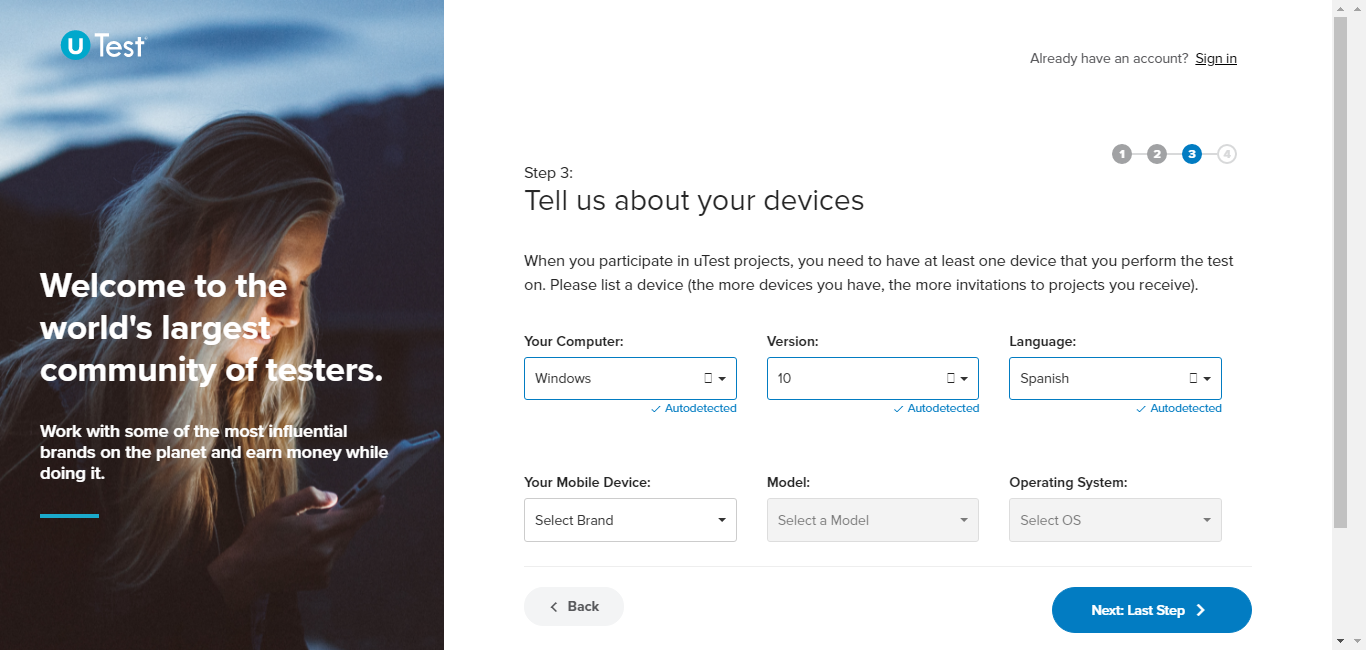 uTest
Already have an account? Sign in
1 2 3 4
Step 3:
Tell us about your devices
Welcome to the
world's largest
community of testers.
Work with some of the most influential
brands on the planet and earn money while
doing it.
When you participate in uTest projects, you need to have at least one device that you perform the test
on. Please list a device (the more devices you have, the more invitations to projects you receive).
Your Computer: Version: Language:
Windows 10 Spanish
Autodetected Autodetected Autodetected
Your Mobile Device: Model: Operating System:
Select Brand Select a Model Select OS
Back Next: Last Step